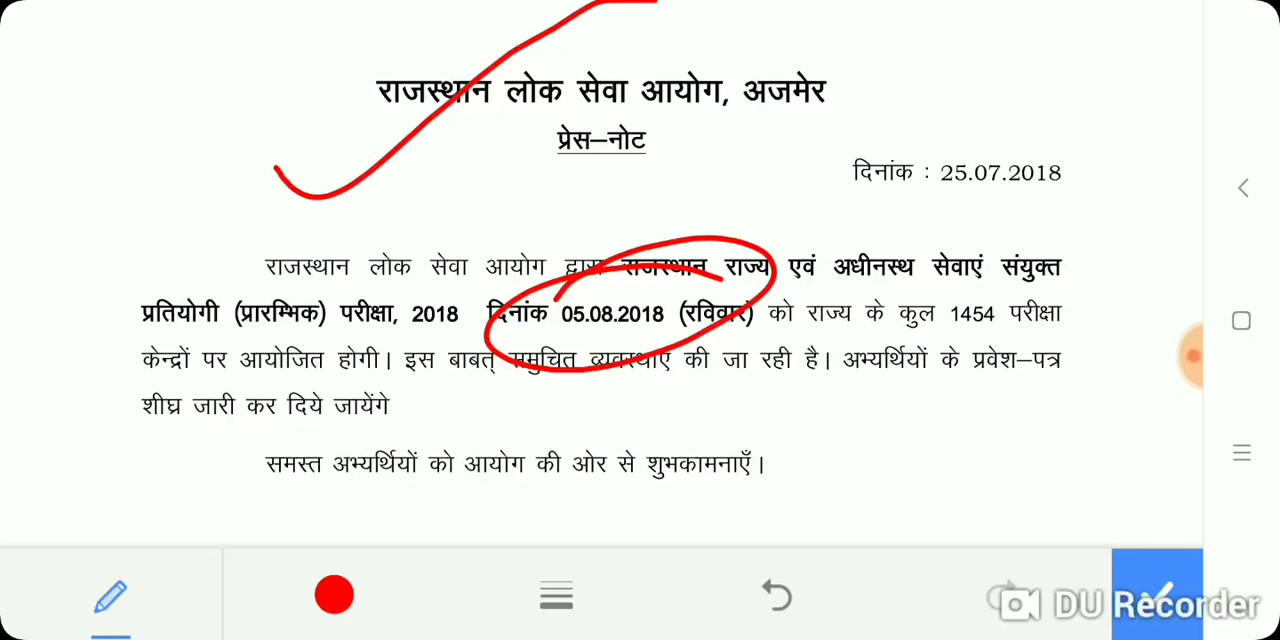 राजस्थान लोक सेवा आयोग, अजमेर
प्रेस–नोट
दिनांक : 25.07.2018
राजस्थान लोक सेवा आयोग द्वारा राजस्थान राज्य एवं अधीनस्थ सेवाएं संयुक्त
प्रतियोगी (प्रारम्भिक) परीक्षा, 2018 दिनांक 05.08.2018 (रविवार) को राज्य के कुल 1454 परीक्षा
केन्द्रों पर आयोजित होगी। इस बाबत् समुचित व्यवस्थाएं की जा रही है। अभ्यर्थियों के प्रवेश–पत्र
शीघ्र जारी कर दिये जायेंगे
समस्त अभ्यर्थियों को आयोग की ओर से शुभकामनाएँ।
DU Recorder